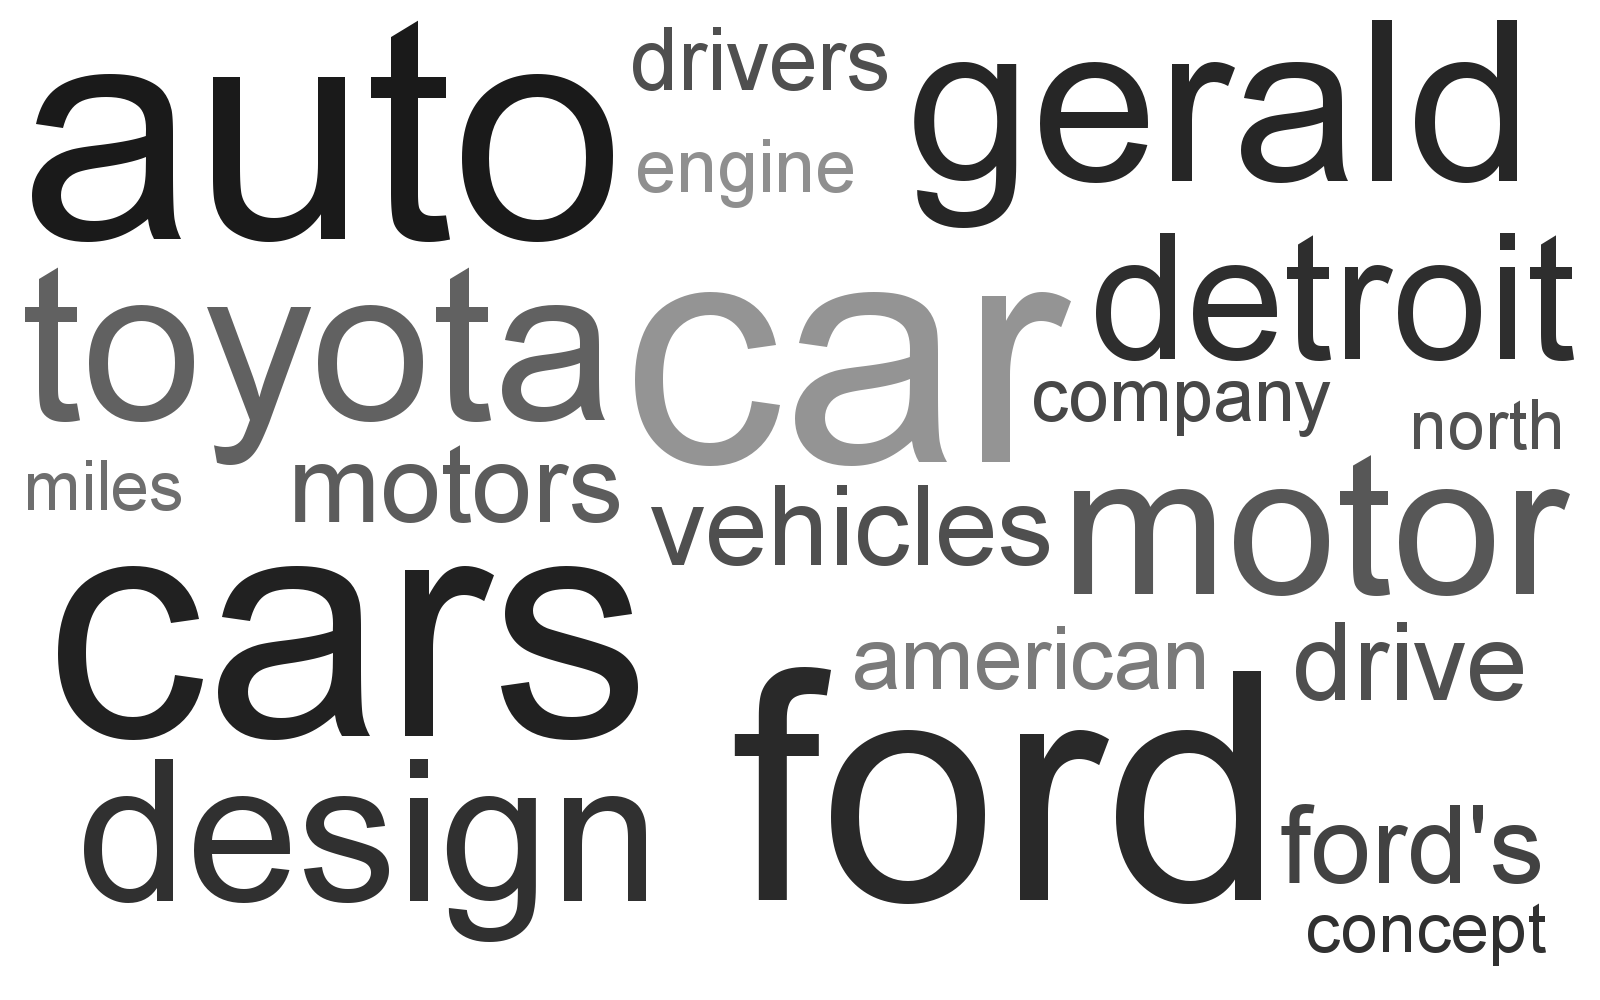 auto
drivers
gerald
engine
toyota
car
detroit
company
north
miles
motors
vehicles
motor
cars
american
drive
design
ford
ford's
concept